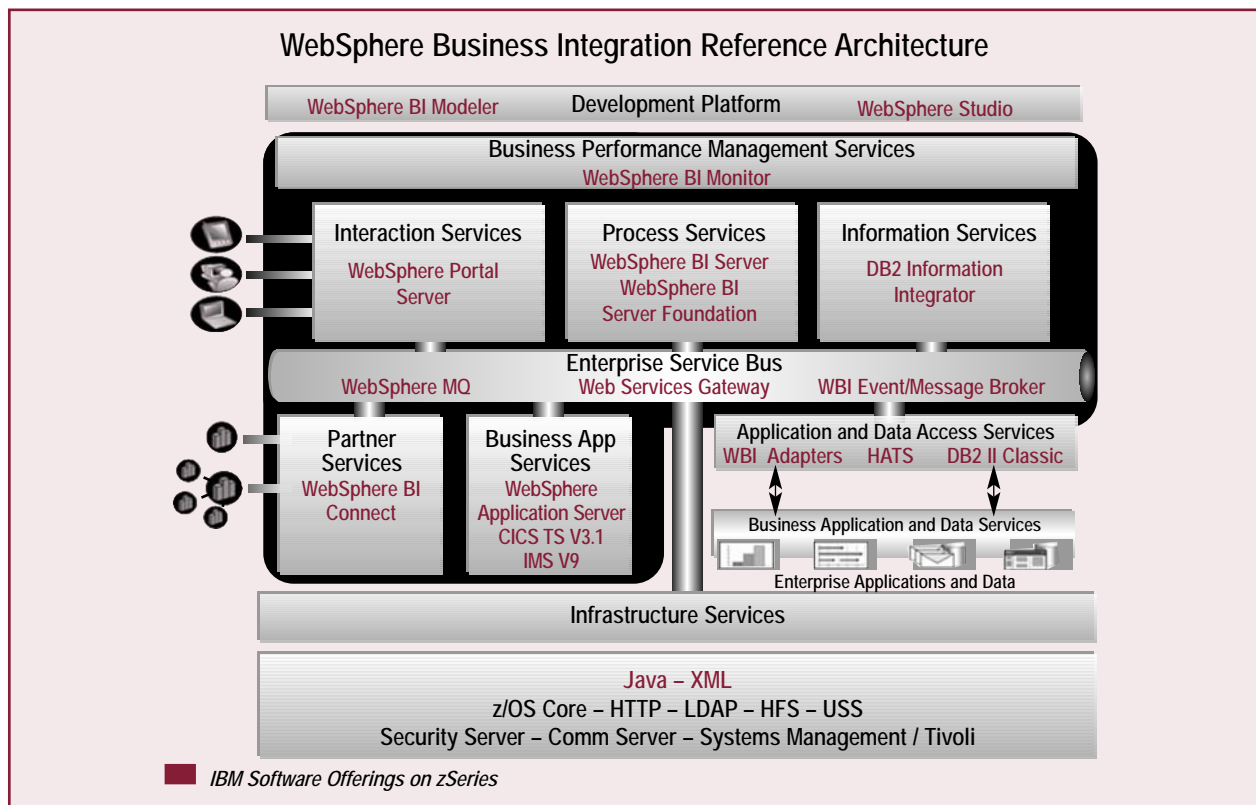 WebSphere Business Integration Reference Architecture
WebSphere BI Modeler
Development Platform
WebSphere Studio
Business Performance Management Services
WebSphere BI Monitor
Interaction Services
WebSphere Portal
Server
Process Services
WebSphere BI Server
WebSphere BI
Server Foundation
Information Services
DB2 Information
Integrator
Enterprise Service Bus
WebSphere MQ
Web Services Gateway
WBI Event/Message Broker
Partner
Services
WebSphere BI
Connect
Business App
Services
WebSphere
Application Server
CICS TS V3.1
IMS V9
Application and Data Access Services
WBI Adapters HATS DB2 II Classic
Business Application and Data Services
Enterprise Applications and Data
Infrastructure Services
Java – XML
z/OS Core – HTTP – LDAP – HFS – USS
Security Server – Comm Server – Systems Management / Tivoli
IBM Software Offerings on zSeries